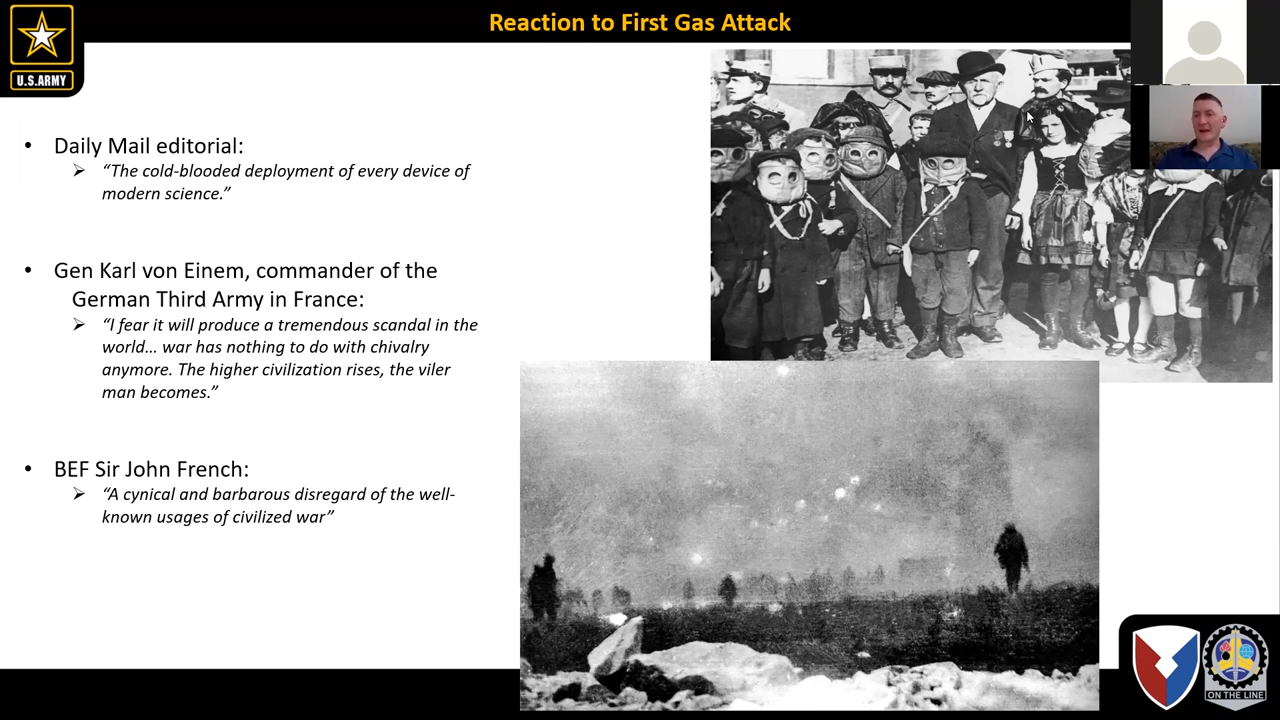 Reaction to First Gas Attack
U.S.ARMY
• Daily Mail editorial:
➢ “The cold-blooded deployment of every device of
modern science.”
• Gen Karl von Einem, commander of the
German Third Army in France:
➢ “I fear it will produce a tremendous scandal in the
world… war has nothing to do with chivalry
anymore. The higher civilization rises, the viler
man becomes.”
• BEF Sir John French:
➢ “A cynical and barbarous disregard of the well-
known usages of civilized war”
ON THE LINE